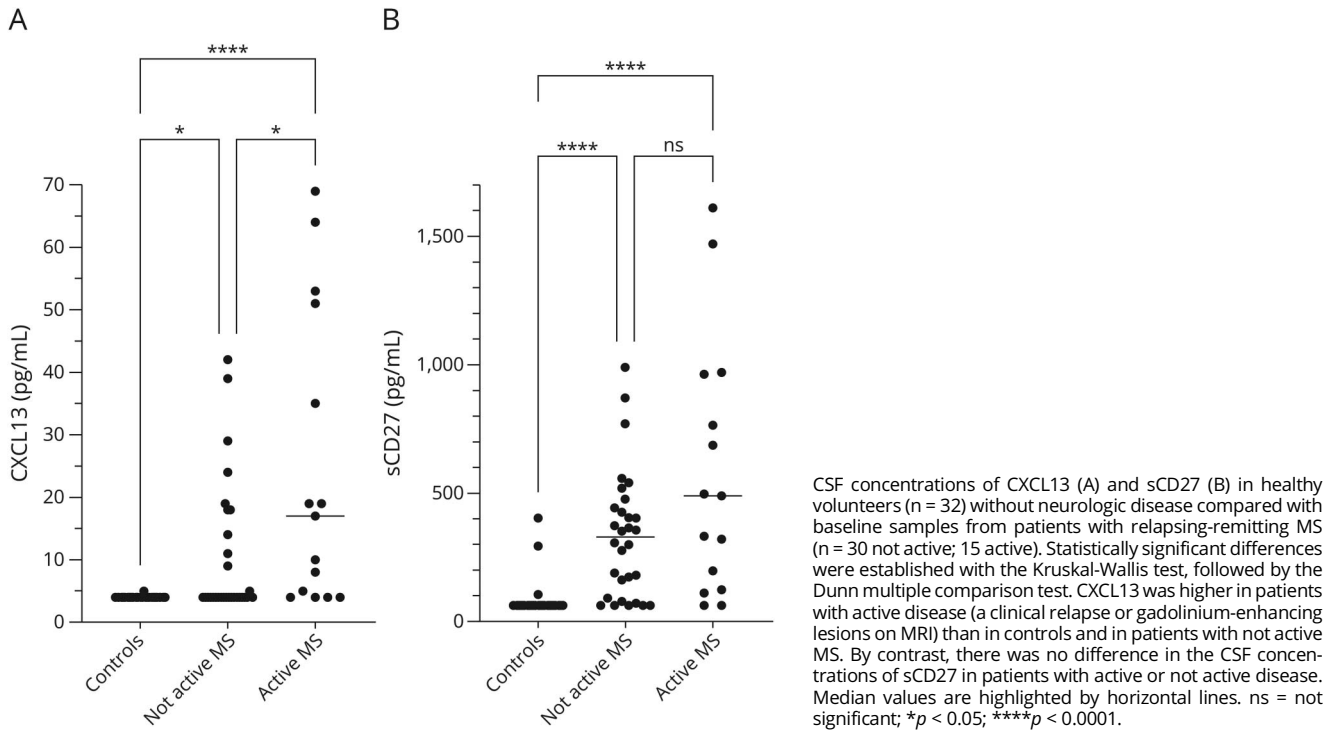 A
****
*
*
70
60
50
40
30
20
10
0
CXCL13 (pg/mL)
Controls
Not active MS
Active MS
B
****
****
ns
1,500
1,000
500
0
sCD27 (pg/mL)
Controls
Not active MS
Active MS
CSF concentrations of CXCL13 (A) and sCD27 (B) in healthy
volunteers (n = 32) without neurologic disease compared with
baseline samples from patients with relapsing-remitting MS
(n = 30 not active; 15 active). Statistically significant differences
were established with the Kruskal-Wallis test, followed by the
Dunn multiple comparison test. CXCL13 was higher in patients
with active disease (a clinical relapse or gadolinium-enhancing
lesions on MRI) than in controls and in patients with not active
MS. By contrast, there was no difference in the CSF concen-
trations of sCD27 in patients with active or not active disease.
Median values are highlighted by horizontal lines. ns = not
significant; *p < 0.05; ****p < 0.0001.